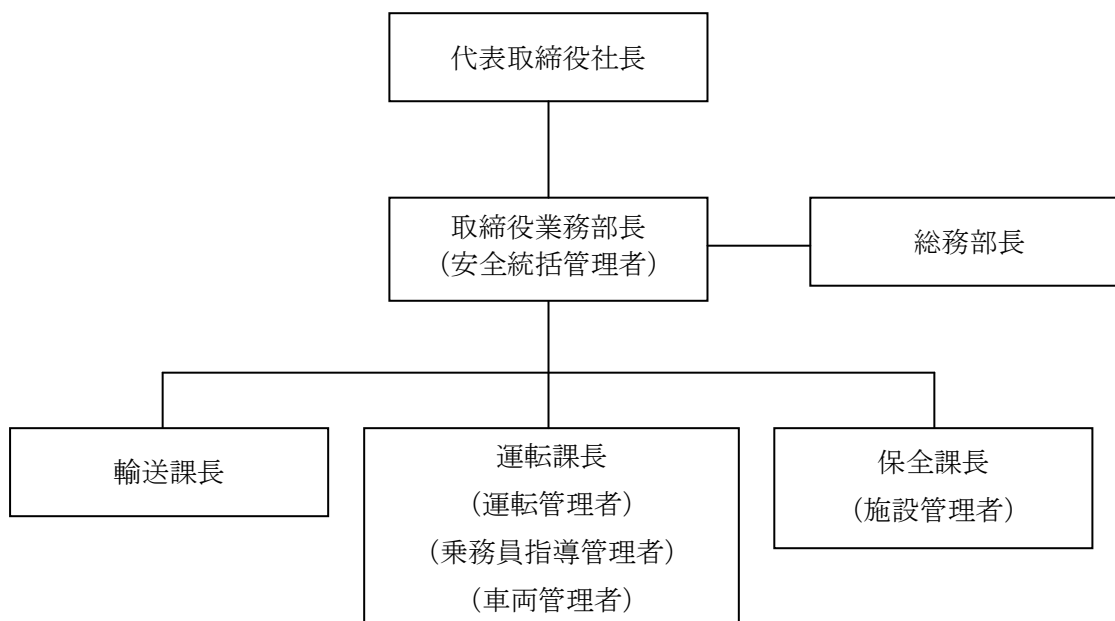 代表取締役社長
取締役業務部長
（安全統括管理者）
総務部長
輸送課長
運転課長
（運転管理者）
（乗務員指導管理者）
（車両管理者）
保全課長
（施設管理者）